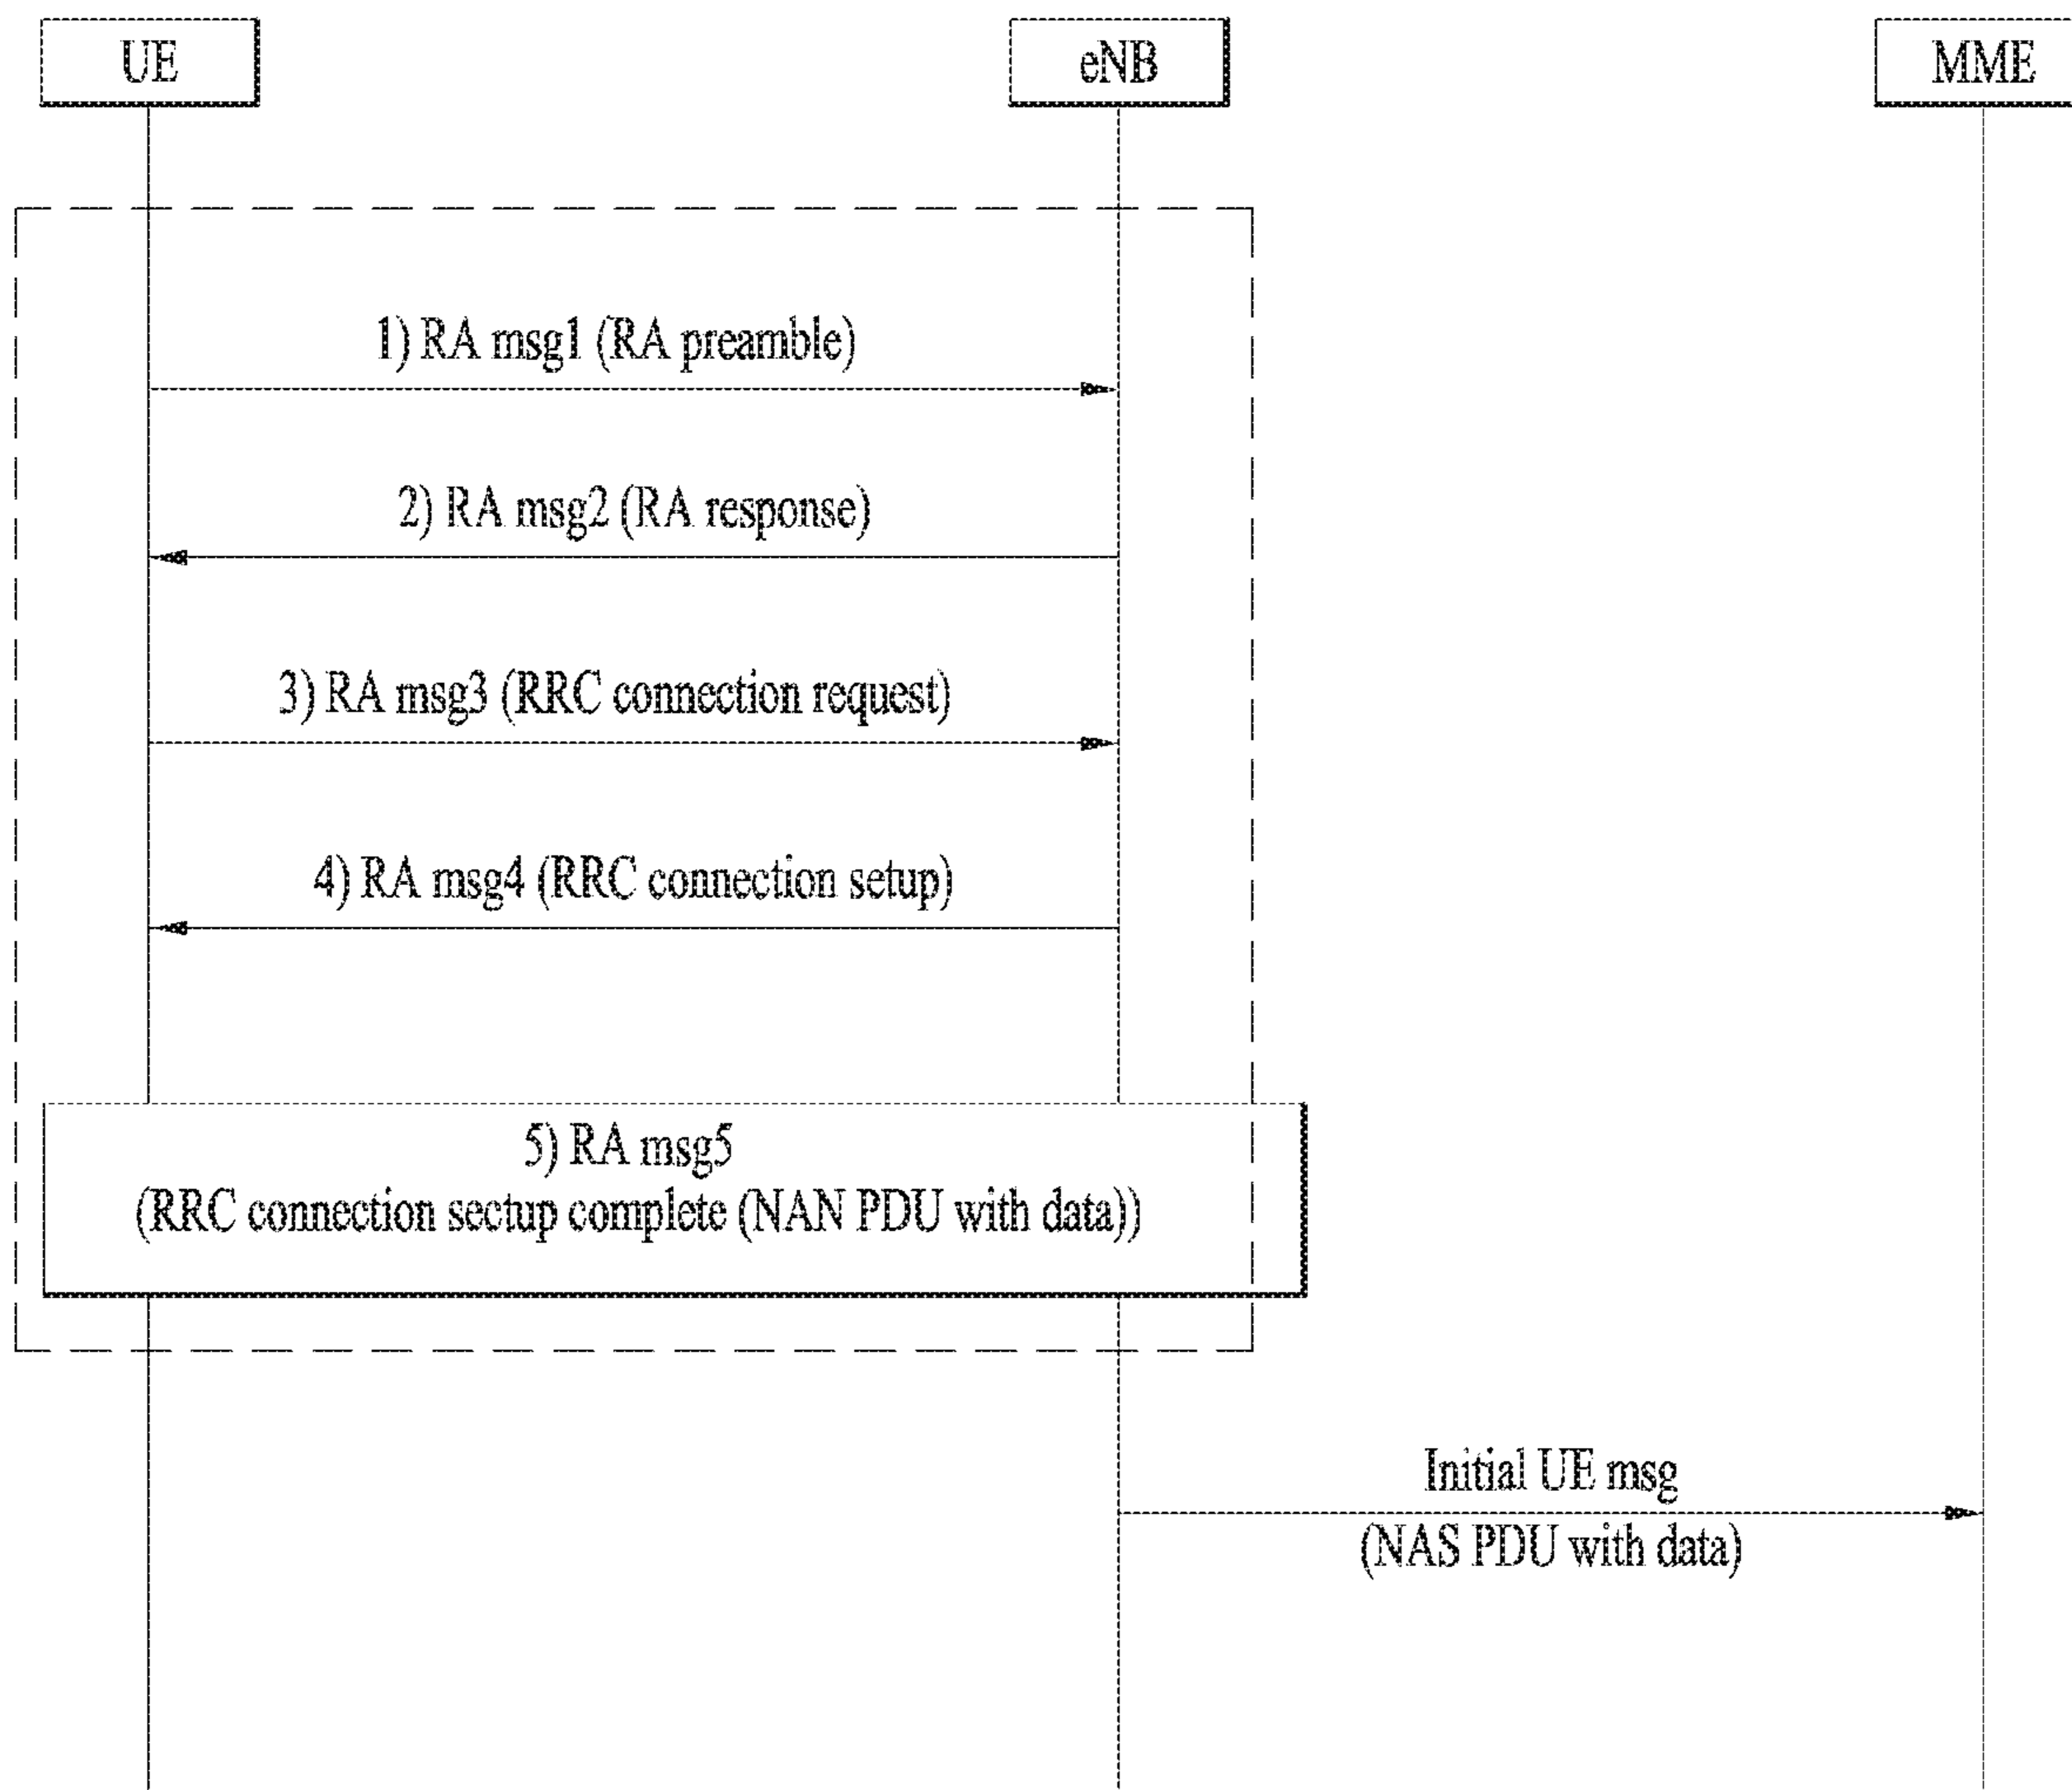 UE
eNB
MME
1) RA msg1 (RA preamble)
2) RA msg2 (RA response)
3) RA msg3 (RRC connection request)
4) RA msg4 (RRC connection setup)
5) RA msg5
(RRC connection sectup complete (NAN PDU with data))
Initial UE msg
(NAS PDU with data)